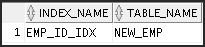 INDEX_NAME TABLE_NAME
1 EMP_ID_IDX NEW_EMP